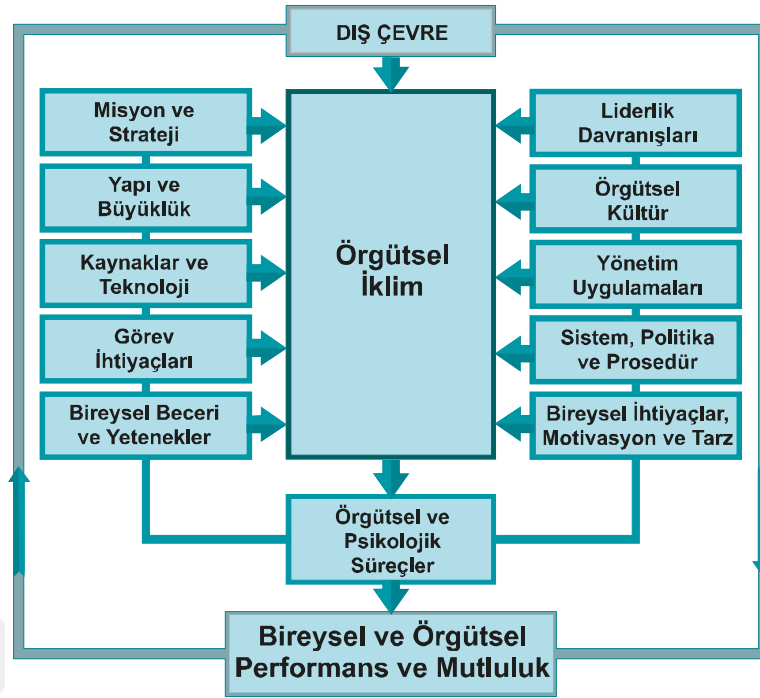 DIŞ ÇEVRE
Misyon ve
Strateji
Yapı ve
Büyüklük
Kaynaklar ve
Teknoloji
Görev
İhtiyaçları
Bireysel Beceri
ve Yetenekler
Örgütsel
İklim
Liderlik
Davranışları
Örgütsel
Kültür
Yönetim
Uygulamaları
Sistem, Politika
ve Prosedür
Bireysel İhtiyaçlar,
Motivasyon ve Tarz
Örgütsel ve
Psikolojik
Süreçler
Bireysel ve Örgütsel
Performans ve Mutluluk